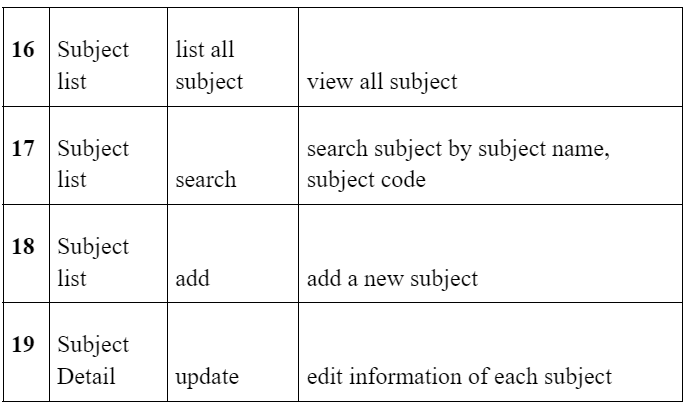 16 Subject list list all subject view all subject
17 Subject list search search subject by subject name, subject code
18 Subject list add add a new subject
19 Subject Detail update edit information of each subject